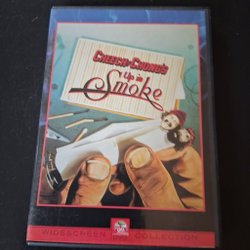 CHEECH & CHONG'S
Up in
Smoke
WIDESCREEN COLLECTION